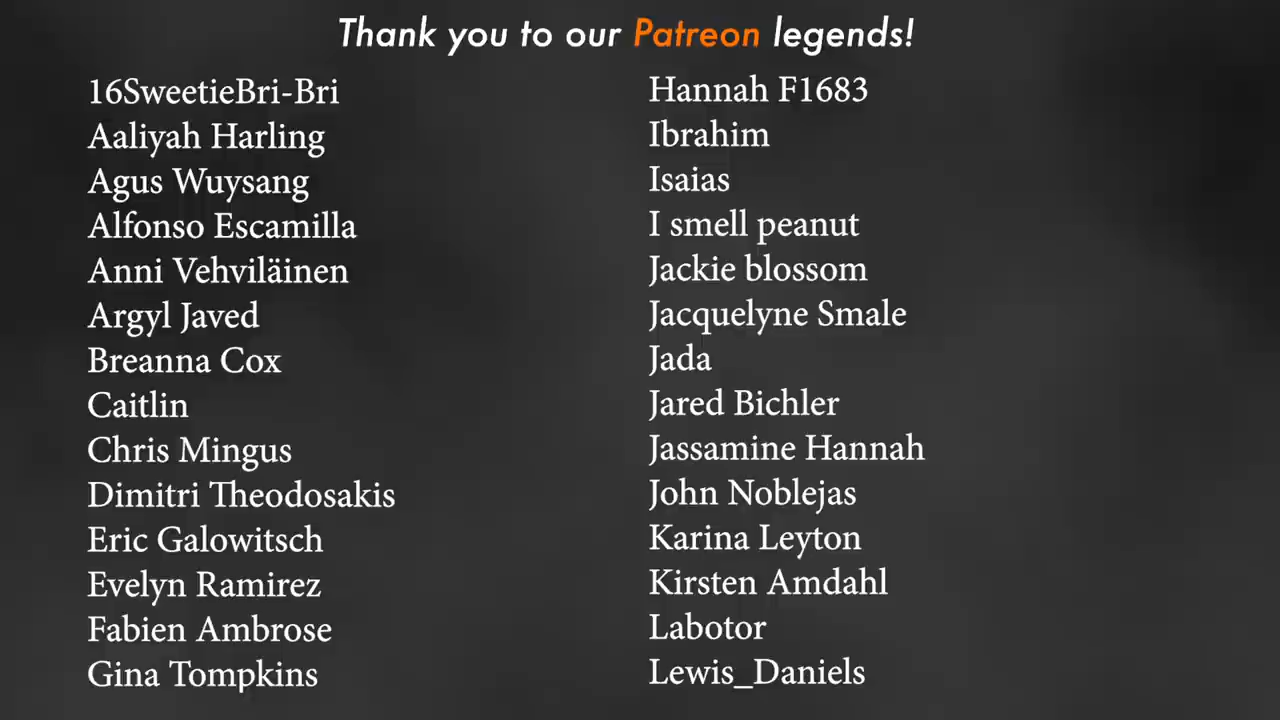 Thank you to our Patreon legends!
16SweetieBri-Bri
Aaliyah Harling
Agus Wuysang
Alfonso Escamilla
Anni Vehviläinen
Argyl Javed
Breanna Cox
Caitlin
Chris Mingus
Dimitri Theodosakis
Eric Galowitsch
Evelyn Ramirez
Fabien Ambrose
Gina Tompkins
Hannah F1683
Ibrahim
Isaias
I smell peanut
Jackie blossom
Jacquelyne Smale
Jada
Jared Bichler
Jassamine Hannah
John Noblejas
Karina Leyton
Kirsten Amdahl
Labotor
Lewis_Daniels